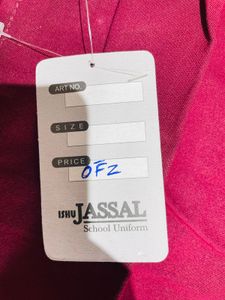 ART NO.
SIZE
PRICE
OFZ
ISHU JASSAL
School Uniform